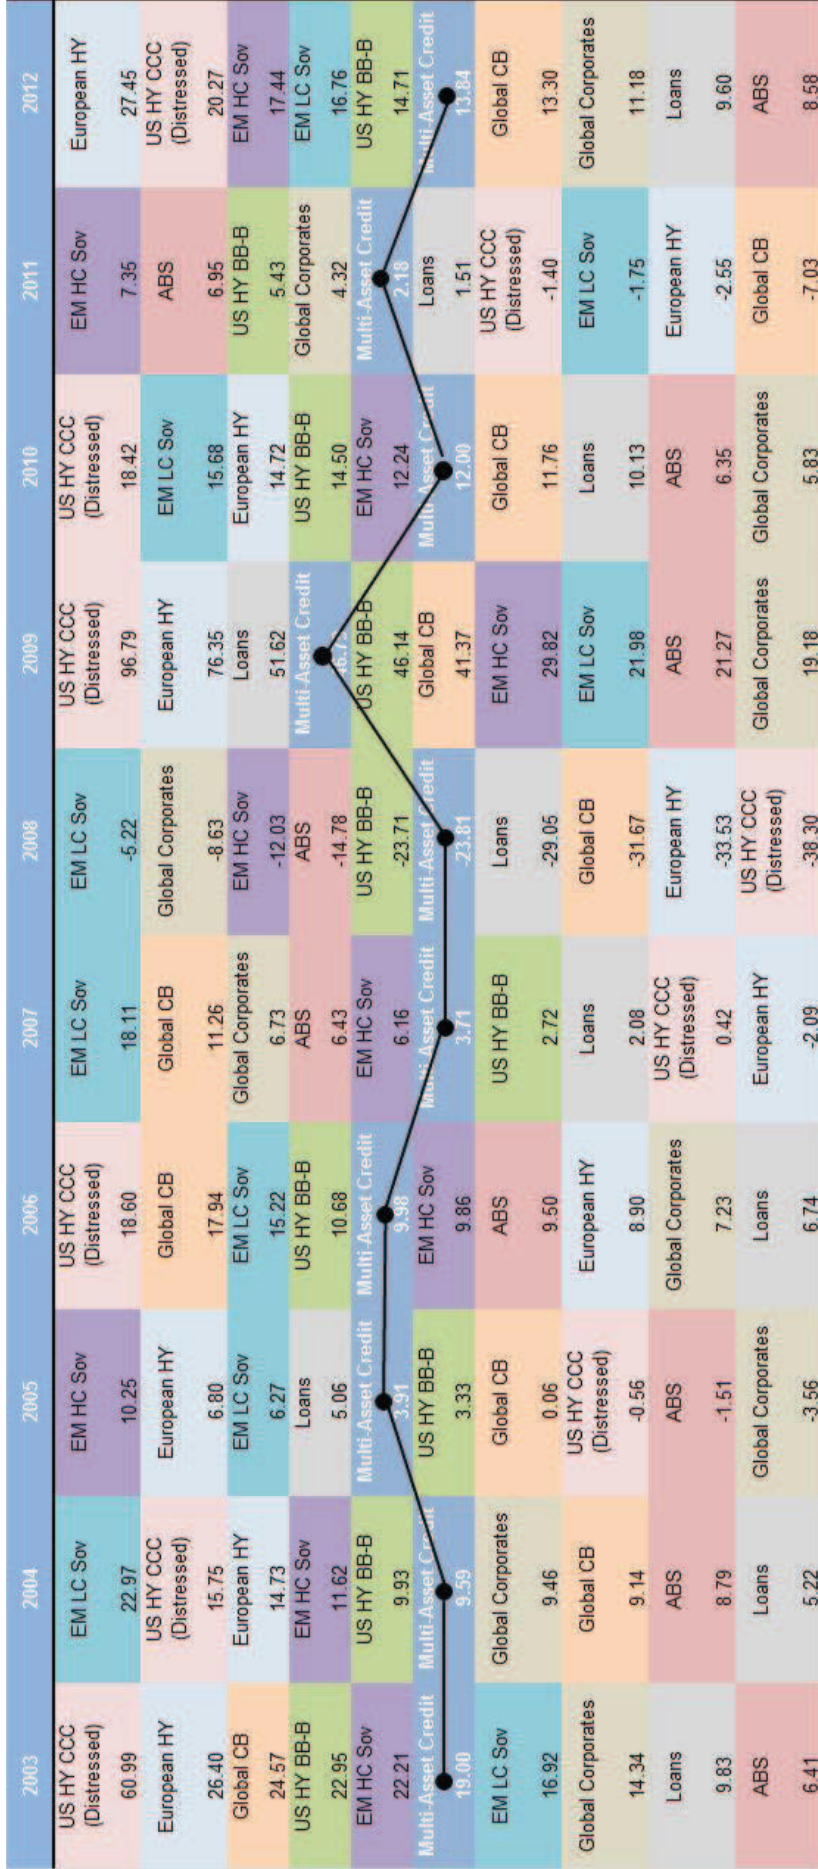 2003
US HY CCC
(Distressed)
60.99
European HY
26.40
Global CB
24.57
US HY BB-B
22.95
EM HC Sov
22.21
Multi-Asset Credit
19.00
EM LC Sov
16.92
Global Corporates
14.34
Loans
9.83
ABS
6.41
2004
EM LC Sov
22.97
US HY CCC
(Distressed)
15.75
European HY
14.73
EM HC Sov
11.62
US HY BB-B
9.93
Multi-Asset Credit
9.59
Global Corporates
9.46
Global CB
9.14
ABS
8.79
Loans
5.22
2005
EM HC Sov
10.25
European HY
6.80
EM LC Sov
6.27
Loans
5.06
Multi-Asset Credit
3.91
US HY BB-B
3.33
Global CB
0.06
US HY CCC
(Distressed)
-0.56
ABS
-1.51
Global Corporates
-3.56
2006
US HY CCC
(Distressed)
18.60
Global CB
17.94
EM LC Sov
15.22
US HY BB-B
10.68
Multi-Asset Credit
9.98
EM HC Sov
9.86
ABS
9.50
European HY
8.90
Global Corporates
7.23
Loans
6.74
2007
EM LC Sov
18.11
Global CB
11.26
Global Corporates
6.73
ABS
6.43
EM HC Sov
6.16
Multi-Asset Credit
3.71
US HY BB-B
2.72
Loans
2.08
US HY CCC
(Distressed)
0.42
European HY
-2.09
2008
EM LC Sov
-5.22
Global Corporates
-8.63
EM HC Sov
-12.03
ABS
-14.78
US HY BB-B
-23.71
Multi-Asset Credit
-23.81
Loans
-29.05
Global CB
-31.67
European HY
-33.53
US HY CCC
(Distressed)
-38.30
2009
US HY CCC
(Distressed)
96.79
European HY
76.35
Loans
51.62
Multi-Asset Credit
US HY BB-B
46.14
Global CB
41.37
EM HC Sov
29.82
EM LC Sov
21.98
ABS
21.27
Global Corporates
19.18
2010
US HY CCC
(Distressed)
18.42
EM LC Sov
15.68
European HY
14.72
US HY BB-B
14.50
EM HC Sov
12.24
Multi-Asset Credit
12.00
Global CB
11.76
Loans
10.13
ABS
6.35
Global Corporates
5.83
2011
EM HC Sov
7.35
ABS
6.95
US HY BB-B
5.43
Global Corporates
4.32
Multi-Asset Credit
2.18
Loans
1.51
US HY CCC
(Distressed)
-1.40
EM LC Sov
-1.75
European HY
-2.55
Global CB
-7.03
2012
European HY
27.45
US HY CCC
(Distressed)
20.27
EM HC Sov
17.44
EM LC Sov
16.76
US HY BB-B
14.71
Multi-Asset Credit
13.84
Global CB
13.30
Global Corporates
11.18
Loans
9.60
ABS
8.58